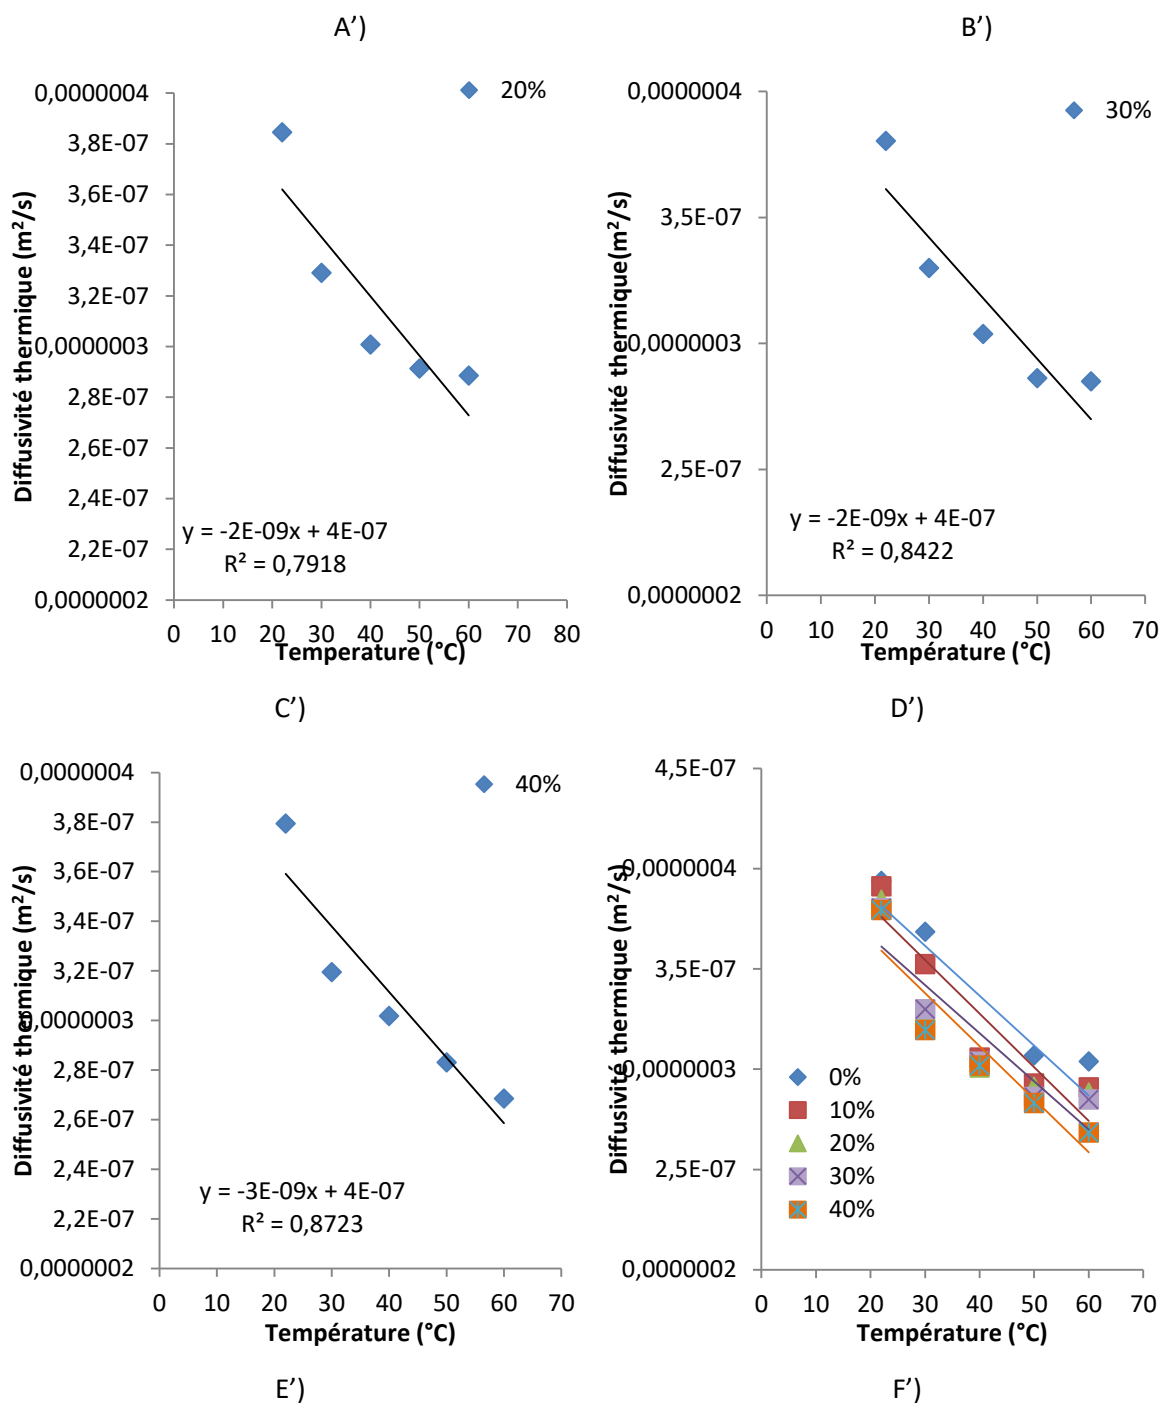 A’)
B’)
20%
0,0000004
3,8E-07
3,6E-07
3,4E-07
3,2E-07
0,0000003
2,8E-07
2,6E-07
2,4E-07
2,2E-07
0,0000002
Diffusivité thermique (m²/s)
y = -2E-09x + 4E-07
R² = 0,7918
0 10 20 30 40 50 60 70 80
Temperature (°C)
30%
0,0000004
3,5E-07
0,0000003
2,5E-07
0,0000002
Diffusivité thermique(m²/s)
y = -2E-09x + 4E-07
R² = 0,8422
0 10 20 30 40 50 60 70
Température (°C)
C’)
D’)
40%
0,0000004
3,8E-07
3,6E-07
3,4E-07
3,2E-07
0,0000003
2,8E-07
2,6E-07
2,4E-07
2,2E-07
0,0000002
Diffusivité thermique (m²/s)
y = -3E-09x + 4E-07
R² = 0,8723
0 10 20 30 40 50 60 70
Température (°C)
4,5E-07
0,0000004
3,5E-07
0,0000003
2,5E-07
0,0000002
Diffusivité thermique (m²/s)
0%
10%
20%
30%
40%
0 10 20 30 40 50 60 70
Température (°C)
E’)
F’)